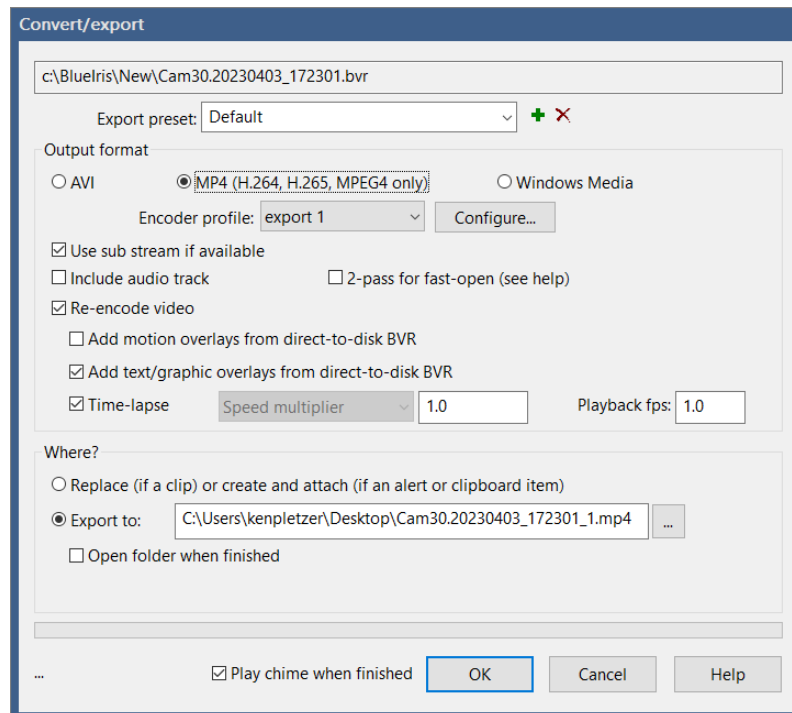 Convert/export
c:\BlueIris\New\Cam30.20230403_172301.bvr
Export preset: Default
Output format
AVI MP4 (H.264, H.265, MPEG4 only) Windows Media
Encoder profile: export 1 Configure...
Use sub stream if available
Include audio track 2-pass for fast-open (see help)
Re-encode video
Add motion overlays from direct-to-disk BVR
Add text/graphic overlays from direct-to-disk BVR
Time-lapse Speed multiplier 1.0 Playback fps: 1.0
Where?
Replace (if a clip) or create and attach (if an alert or clipboard item)
Export to: C:\Users\kenpletzer\Desktop\Cam30.20230403_172301_1.mp4 ...
Open folder when finished
... Play chime when finished OK Cancel Help